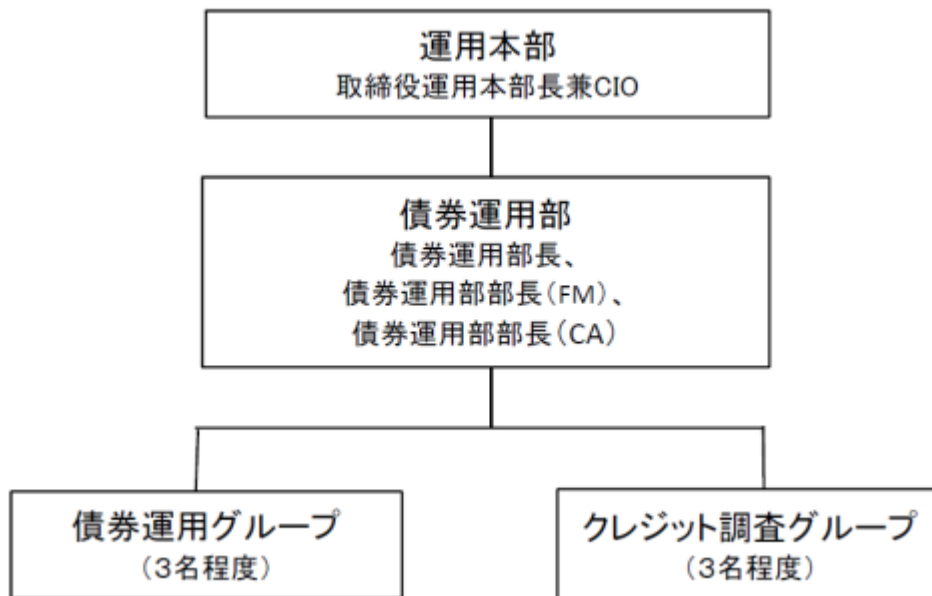 運用本部
取締役運用本部長兼CIO
債券運用部
債券運用部長、
債券運用部部長（FM）、
債券運用部部長（CA）
債券運用グループ
（3名程度）
クレジット調査グループ
（3名程度）